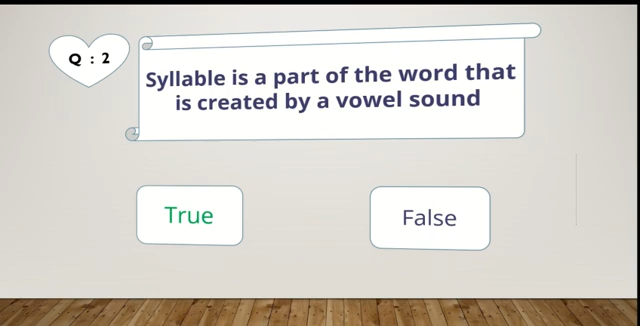 Q : 2
Syllable is a part of the word that
is created by a vowel sound
True
False